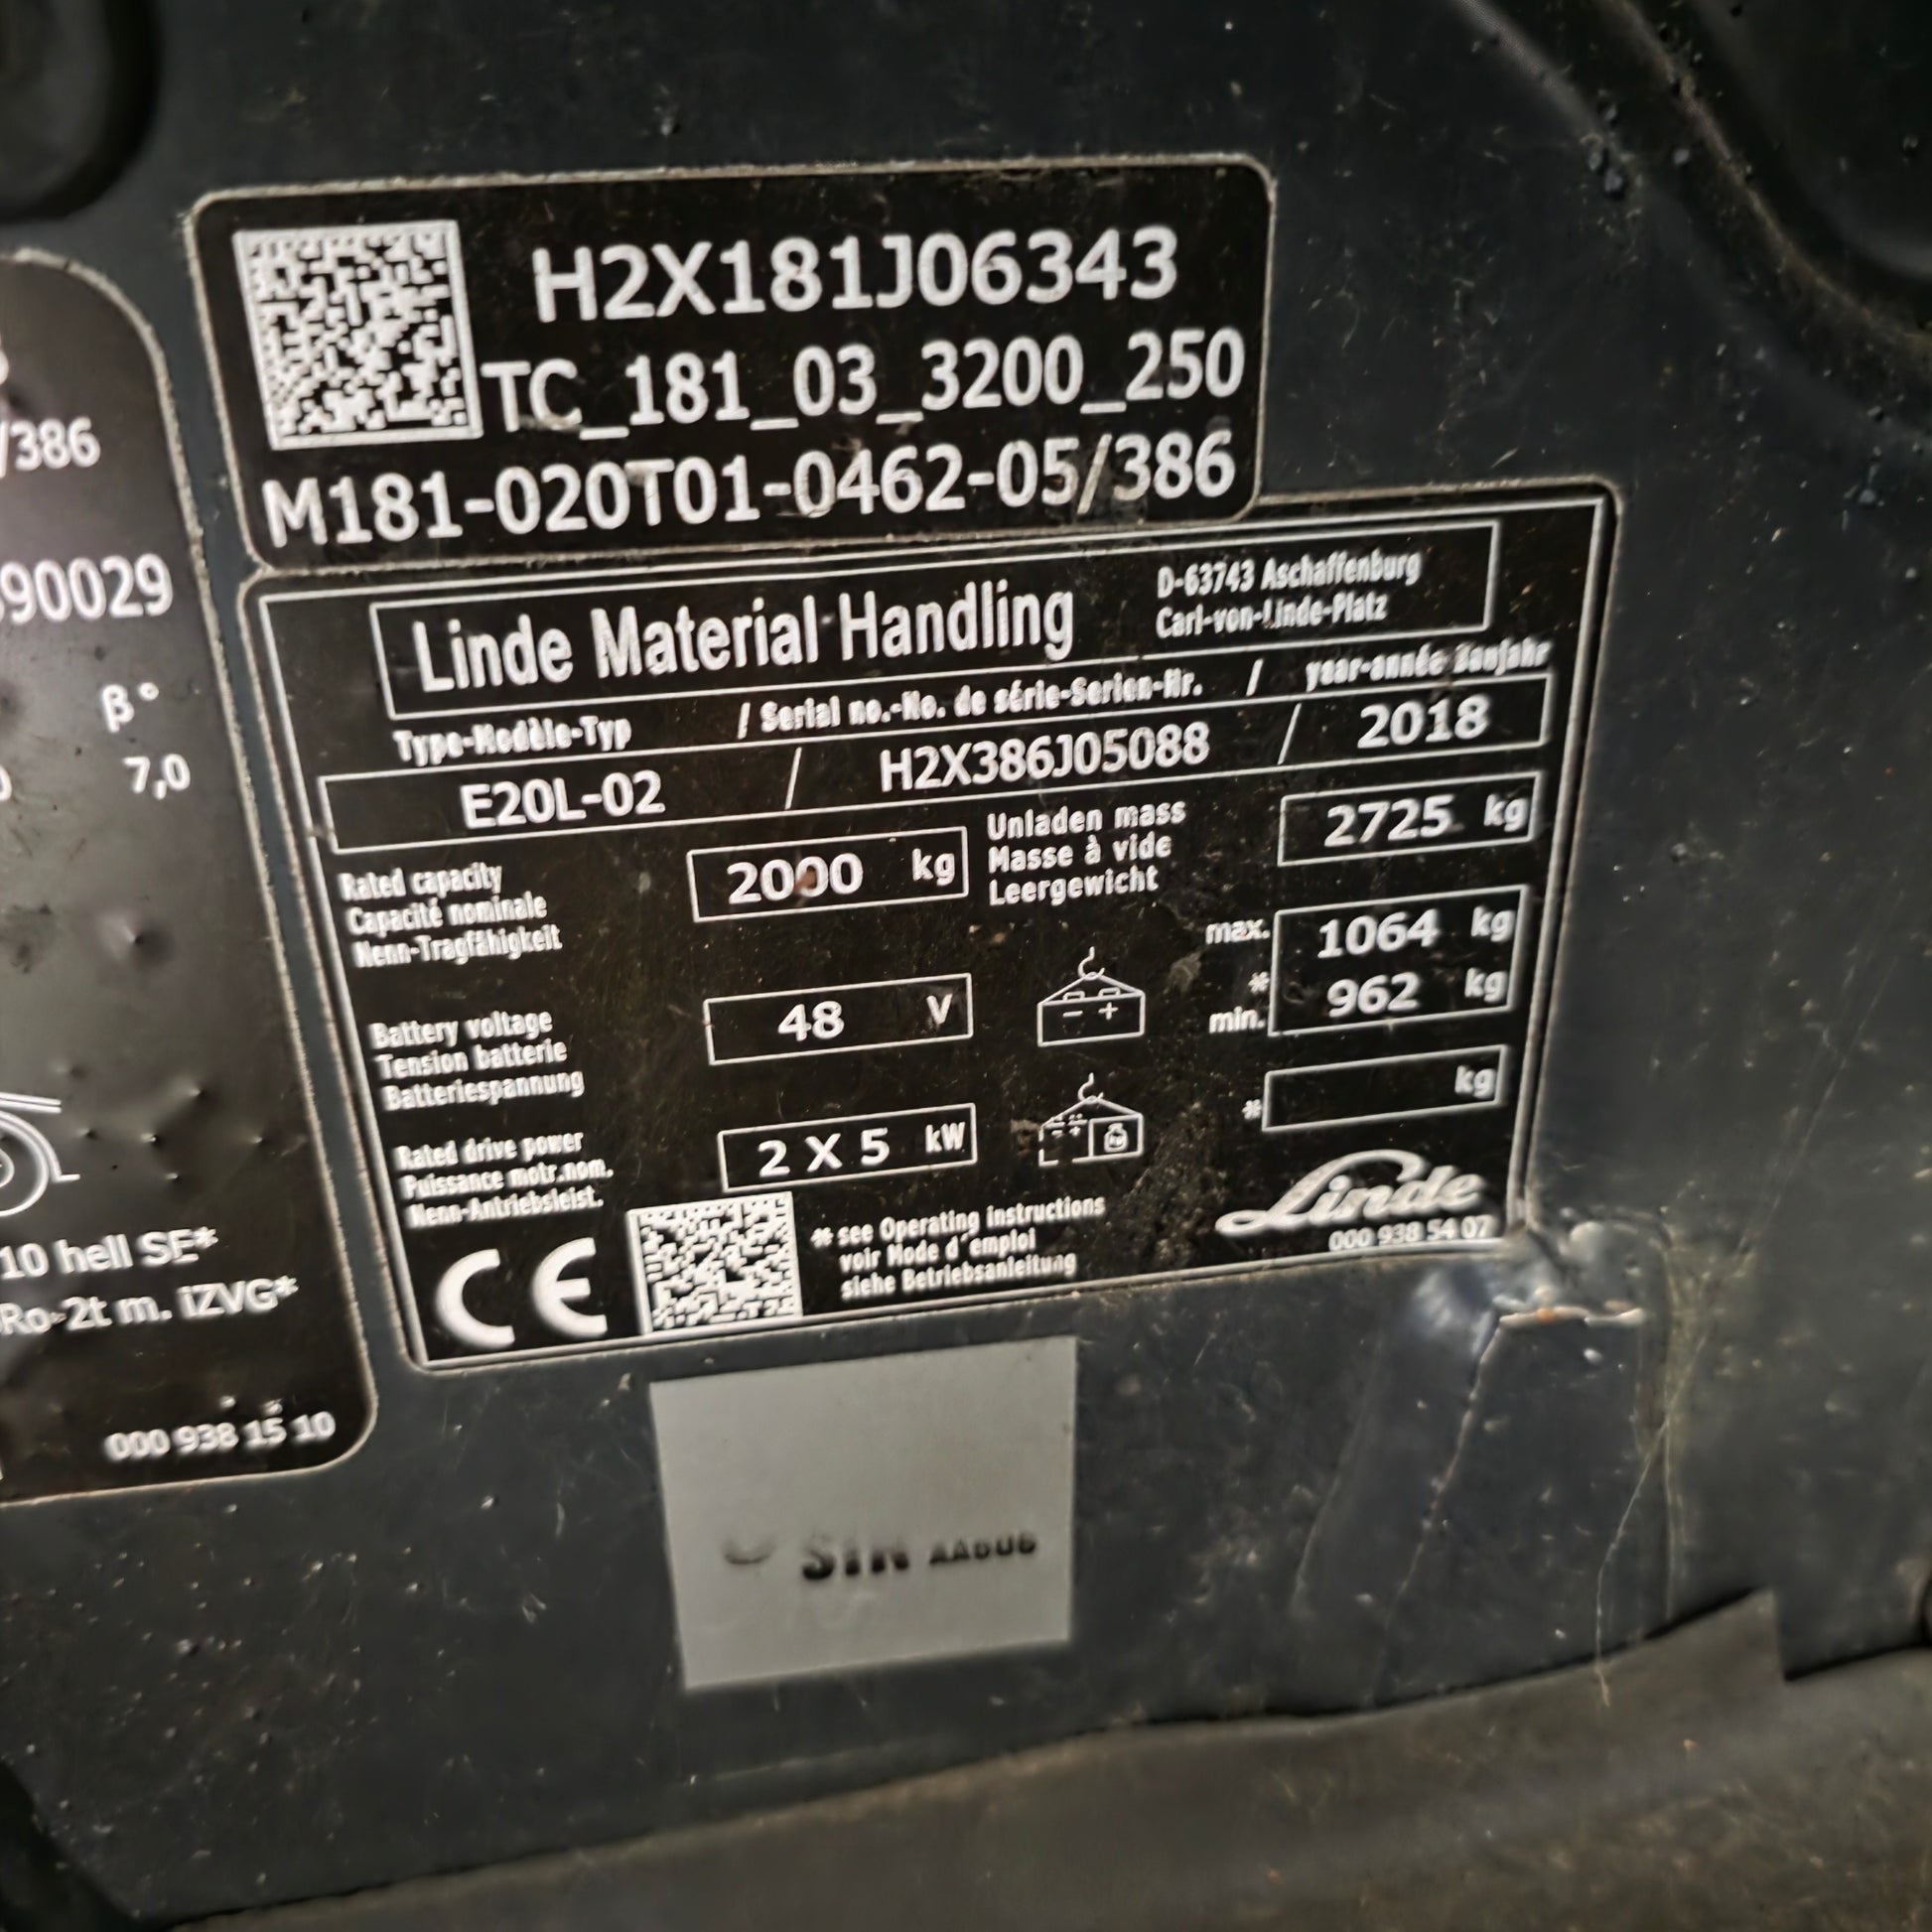 H2X181J06343
TC_181_03_3200_250
M181-020T01-0462-05/386
/386
90029
β°
7,0
10 hell SE*
Ro-2t m. iZVG*
000 938 15 10
Linde Material Handling
D-63743 Aschaffenburg
Carl-von-Linde-Platz
Type-Modèle-Typ / Serial no.-No. de série-Serien-Nr. / year-année Baujahr
E20L-02 / H2X386J05088 / 2018
Rated capacity
Capacité nominale
Nenn-Tragfähigkeit
2000 kg
Unladen mass
Masse à vide
Leergewicht
2725 kg
Battery voltage
Tension batterie
Batteriespannung
48 V
- +
max. 1064 kg
*
min. 962 kg
Rated drive power
Puissance motr.nom.
Nenn-Antriebsleist.
2 X 5 kW
* kg
CE
* see Operating instructions
voir Mode d'emploi
siehe Betriebsanleitung
Linde
000 938 54 07